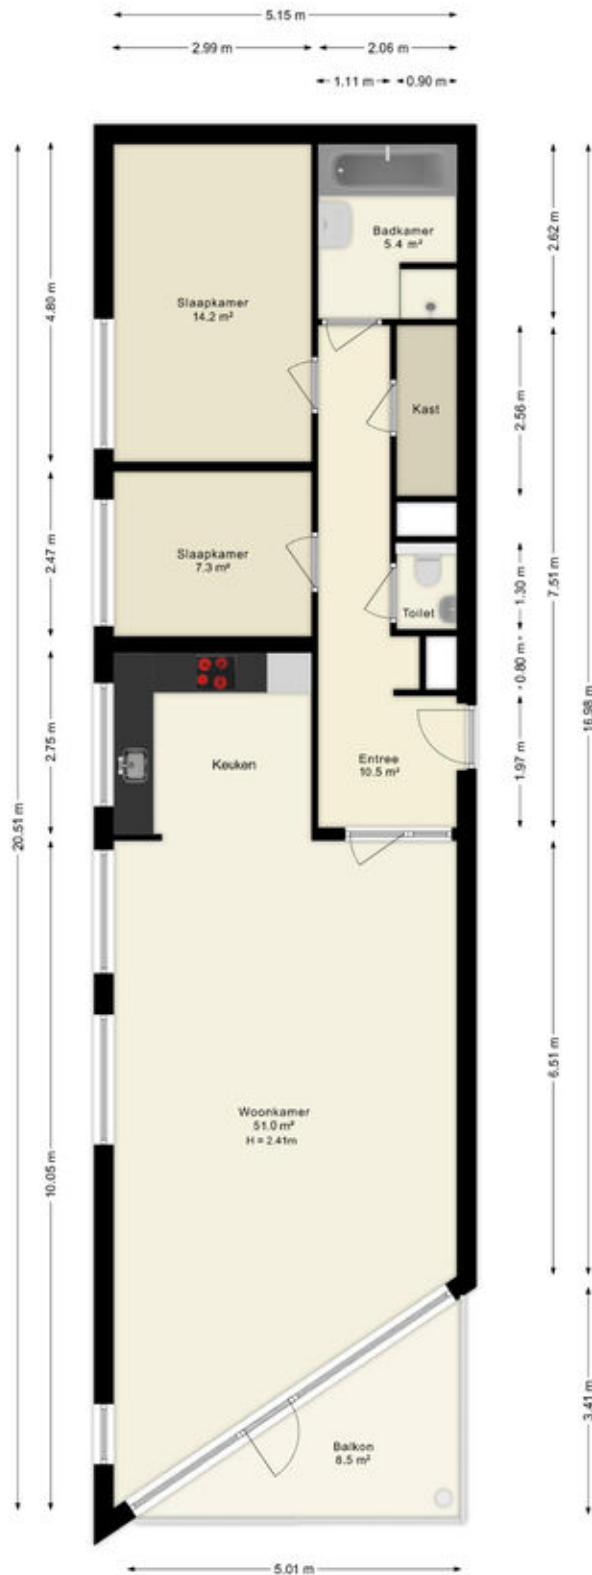 5.15 m
2.99 m
2.06 m
1.11 m
0.90 m
Badkamer
5.4 m²
2.62 m
4.80 m
Slaapkamer
14.2 m²
Kast
2.56 m
2.47 m
Slaapkamer
7.3 m²
Toilet
1.30 m
7.51 m
0.80 m
16.98 m
2.75 m
Keuken
Entree
10.5 m²
1.97 m
20.51 m
6.51 m
Woonkamer
51.0 m²
H = 2.41m
10.05 m
Balkon
8.5 m²
3.41 m
5.01 m